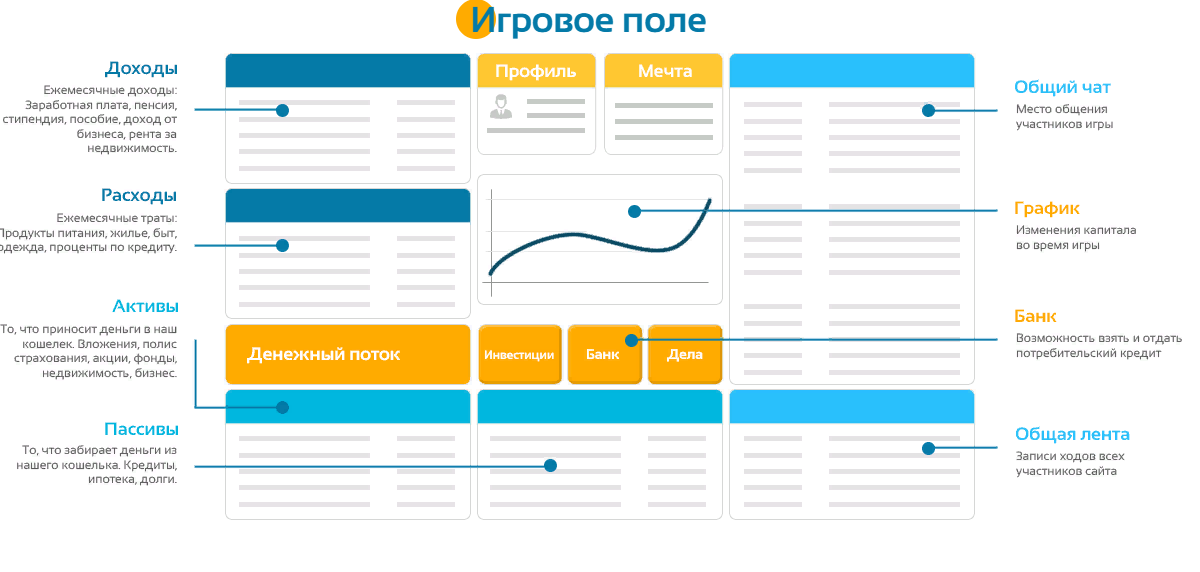 Игровое поле
Доходы
Ежемесячные доходы:
Заработная плата, пенсия,
стипендия, пособие, доход от
бизнеса, рента за
недвижимость.
Расходы
Ежемесячные траты:
Продукты питания, жилье, быт,
одежда, проценты по кредиту.
Активы
То, что приносит деньги в наш
кошелек. Вложения, полис
страхования, акции, фонды,
недвижимость, бизнес.
Пассивы
То, что забирает деньги из
нашего кошелька. Кредиты,
ипотека, долги.
Профиль
Мечта
Денежный поток
Инвестиции
Банк
Дела
Общий чат
Место общения
участников игры
График
Изменения капитала
во время игры
Банк
Возможность взять и отдать
потребительский кредит
Общая лента
Записи ходов всех
участников сайта